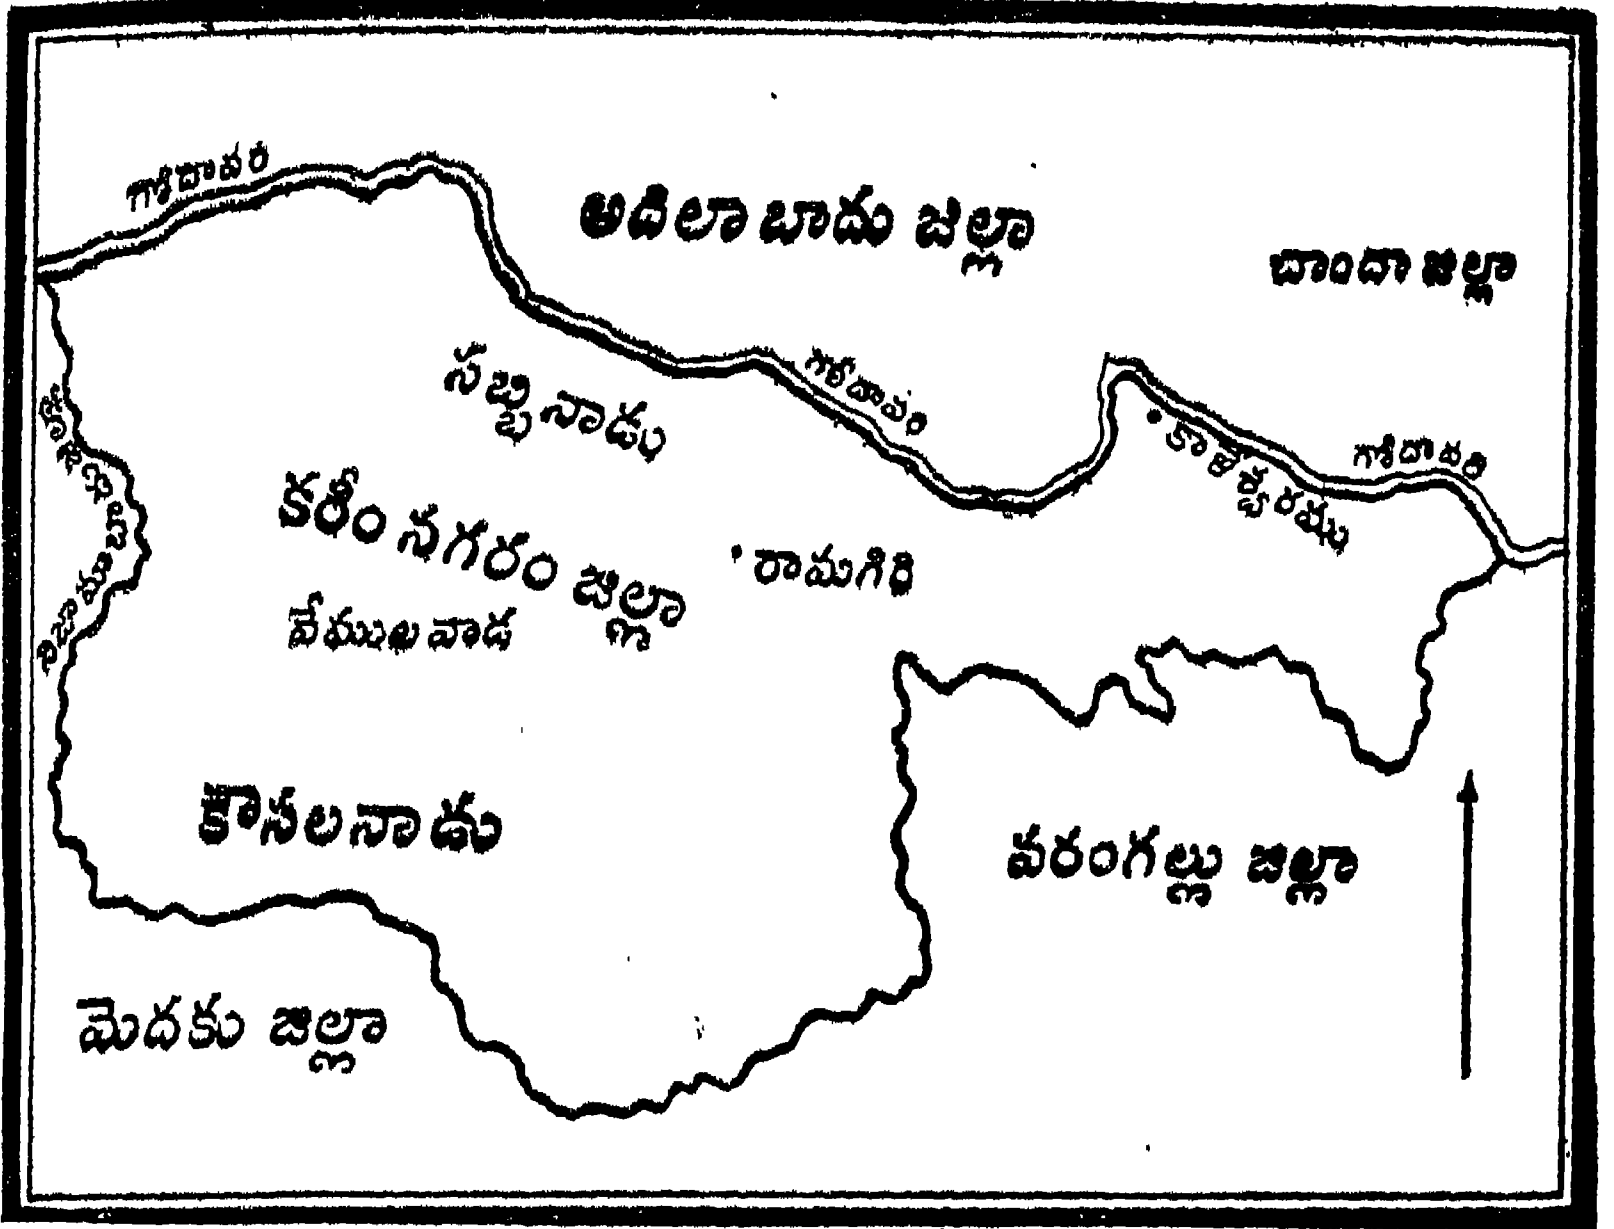 గోదావరి
అదిలాబాదు జిల్లా
చాందా జిల్లా
సబ్బినాడు
గోదావరి
కాళేశ్వరము
గోదావరి
నిజామాబాదు జిల్లా
కరీంనగరం జిల్లా
రామగిరి
వేములవాడ
కొసలనాడు
వరంగల్లు జిల్లా
మెదకు జిల్లా